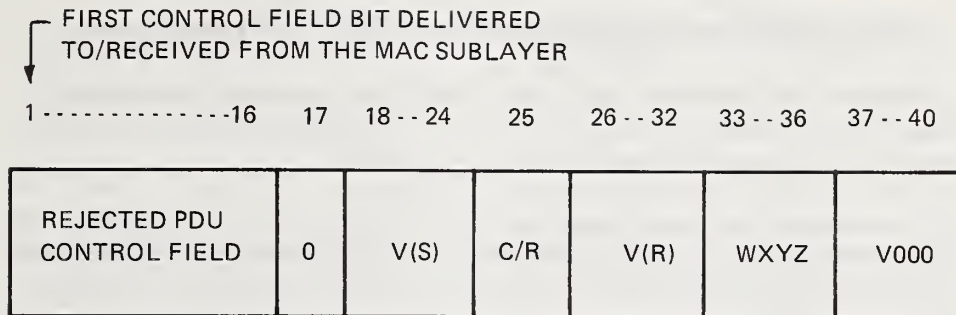 FIRST CONTROL FIELD BIT DELIVERED
TO/RECEIVED FROM THE MAC SUBLAYER
1 - - - - - - - - - - - - - - -16 17 18 - - 24 25 26 - - 32 33 - - 36 37 - - 40
REJECTED PDU
CONTROL FIELD 0 V(S) C/R V(R) WXYZ V000